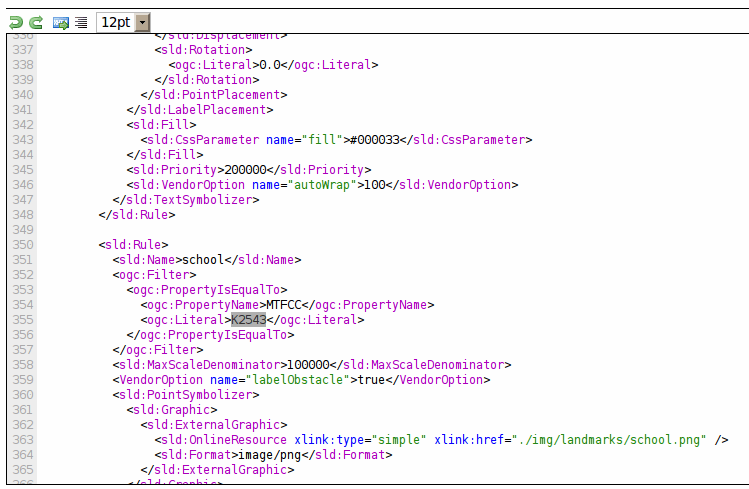 12pt
336 </sld:Displacement>
337 <sld:Rotation>
338 <ogc:Literal>0.0</ogc:Literal>
339 </sld:Rotation>
340 </sld:PointPlacement>
341 </sld:LabelPlacement>
342 <sld:Fill>
343 <sld:CssParameter name="fill">#000033</sld:CssParameter>
344 </sld:Fill>
345 <sld:Priority>200000</sld:Priority>
346 <sld:VendorOption name="autoWrap">100</sld:VendorOption>
347 </sld:TextSymbolizer>
348 </sld:Rule>
349
350 <sld:Rule>
351 <sld:Name>school</sld:Name>
352 <ogc:Filter>
353 <ogc:PropertyIsEqualTo>
354 <ogc:PropertyName>MTFCC</ogc:PropertyName>
355 <ogc:Literal>K2543</ogc:Literal>
356 </ogc:PropertyIsEqualTo>
357 </ogc:Filter>
358 <sld:MaxScaleDenominator>100000</sld:MaxScaleDenominator>
359 <VendorOption name="labelObstacle">true</VendorOption>
360 <sld:PointSymbolizer>
361 <sld:Graphic>
362 <sld:ExternalGraphic>
363 <sld:OnlineResource xlink:type="simple" xlink:href="./img/landmarks/school.png" />
364 <sld:Format>image/png</sld:Format>
365 </sld:ExternalGraphic>
366 </sld:Graphic>